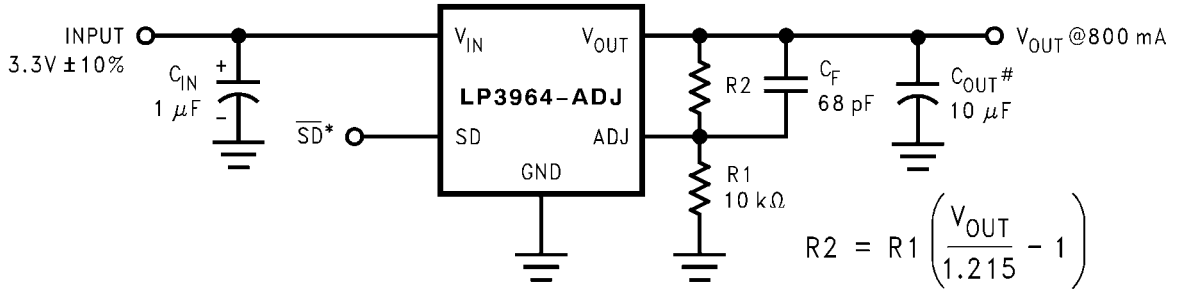 INPUT
3.3V ±10%
C_IN
1 μF
+
−
V_IN
V_OUT
LP3964-ADJ
SD*
SD
ADJ
GND
R2
C_F
68 pF
R1
10 kΩ
V_OUT @800 mA
C_OUT#
10 μF
R2 = R1 (V_OUT / 1.215 - 1)